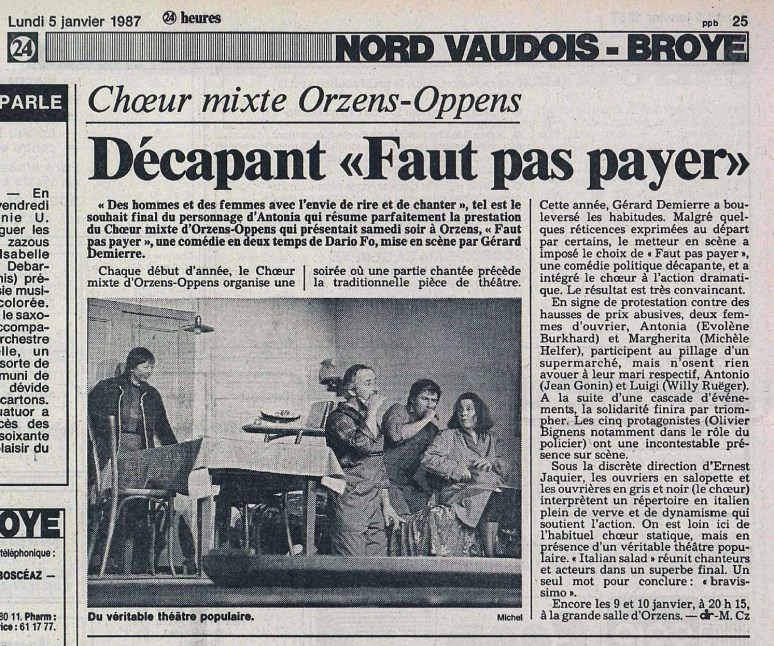 Lundi 5 janvier 1987
24 heures
ppb 25
24
NORD VAUDOIS - BROYE
PARLE
— En
vendredi
nie U.
guer les
zazous
Isabelle
Debar-
nis) pré-
sie musi-
colorée.
le saxo-
ccompa-
rchestre
elle, un
sorte de
muni de
dévide
cartons.
uatuor a
cès des
soixante
plaisir du
OYE
téléphonique :
BOSCÉAZ —
80 11. Pharm :
rice : 61 17 77.
Chœur mixte Orzens-Oppens
Décapant «Faut pas payer»
« Des hommes et des femmes avec l'envie de rire et de chanter », tel est le
souhait final du personnage d'Antonia qui résume parfaitement la prestation
du Chœur mixte d'Orzens-Oppens qui présentait samedi soir à Orzens, « Faut
pas payer », une comédie en deux temps de Dario Fo, mise en scène par Gérard
Demierre.
Chaque début d'année, le Chœur
mixte d'Orzens-Oppens organise une
soirée où une partie chantée précède
la traditionnelle pièce de théâtre.
Du véritable théâtre populaire.
Michel
Cette année, Gérard Demierre a bou-
leversé les habitudes. Malgré quel-
ques réticences exprimées au départ
par certains, le metteur en scène a
imposé le choix de « Faut pas payer »,
une comédie politique décapante, et a
intégré le chœur à l'action dramati-
que. Le résultat est très convaincant.
En signe de protestation contre des
hausses de prix abusives, deux fem-
mes d'ouvrier, Antonia (Evolène
Burkhard) et Margherita (Michèle
Helfer), participent au pillage d'un
supermarché, mais n'osent rien
avouer à leur mari respectif, Antonio
(Jean Gonin) et Luigi (Willy Ruëger).
A la suite d'une cascade d'événe-
ments, la solidarité finira par triom-
pher. Les cinq protagonistes (Olivier
Bignens notamment dans le rôle du
policier) ont une incontestable pré-
sence sur scène.
Sous la discrète direction d'Ernest
Jaquier, les ouvriers en salopette et
les ouvrières en gris et noir (le chœur)
interprètent un répertoire en italien
plein de verve et de dynamisme qui
soutient l'action. On est loin ici de
l'habituel chœur statique, mais en
présence d'un véritable théâtre popu-
laire. « Italian salad » réunit chanteurs
et acteurs dans un superbe final. Un
seul mot pour conclure : « bravis-
simo ».
Encore les 9 et 10 janvier, à 20 h 15,
à la grande salle d'Orzens. — dr-M. Cz